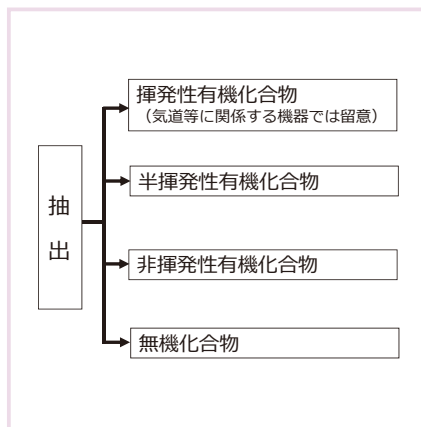 抽出
揮発性有機化合物
（気道等に関係する機器では留意）
半揮発性有機化合物
非揮発性有機化合物
無機化合物